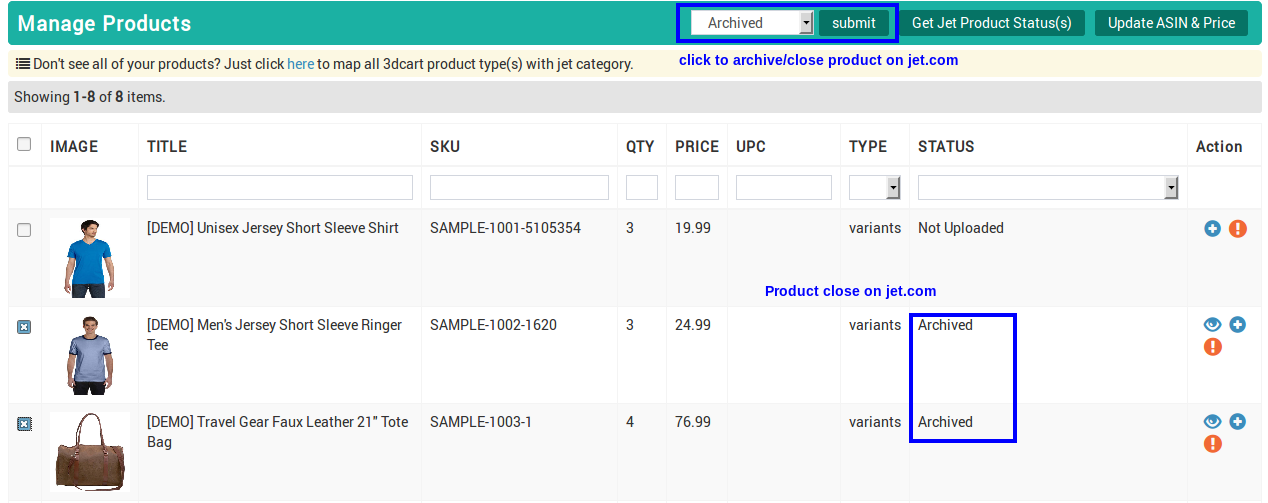 Manage Products
Archived
submit
Get Jet Product Status(s)
Update ASIN & Price
click to archive/close product on jet.com
Don't see all of your products? Just click here to map all 3dcart product type(s) with jet category.
Showing 1-8 of 8 items.
IMAGE TITLE SKU QTY PRICE UPC TYPE STATUS Action
[DEMO] Unisex Jersey Short Sleeve Shirt SAMPLE-1001-5105354 3 19.99 variants Not Uploaded
Product close on jet.com
[DEMO] Men's Jersey Short Sleeve Ringer SAMPLE-1002-1620 3 24.99 variants Archived
Tee
[DEMO] Travel Gear Faux Leather 21" Tote SAMPLE-1003-1 4 76.99 variants Archived
Bag